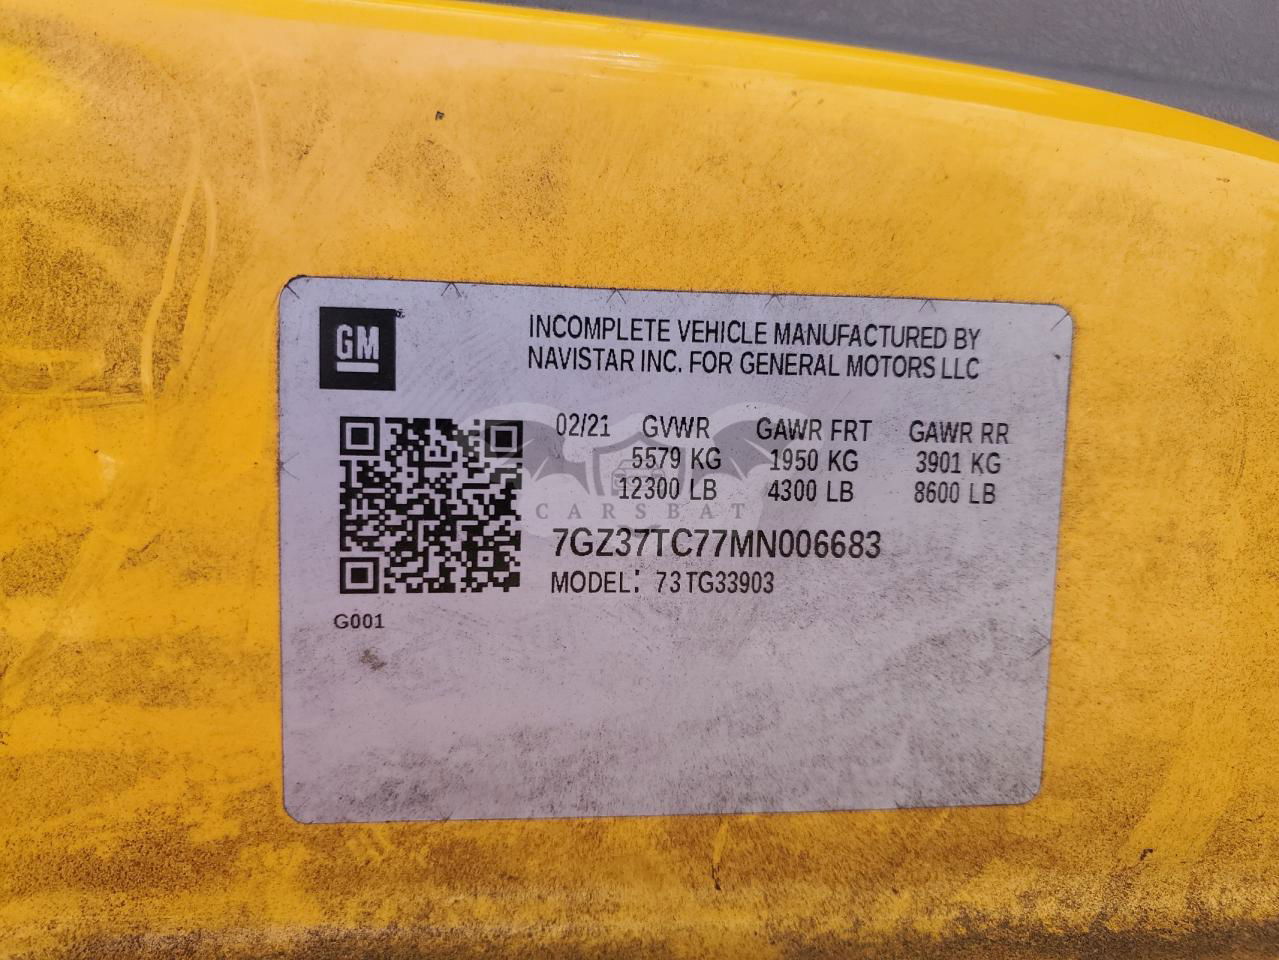 GM
INCOMPLETE VEHICLE MANUFACTURED BY
NAVISTAR INC. FOR GENERAL MOTORS LLC
02/21 GVWR GAWR FRT GAWR RR
5579 KG 1950 KG 3901 KG
12300 LB 4300 LB 8600 LB
CARSBAT
7GZ37TC77MN006683
MODEL: 73TG33903
G001